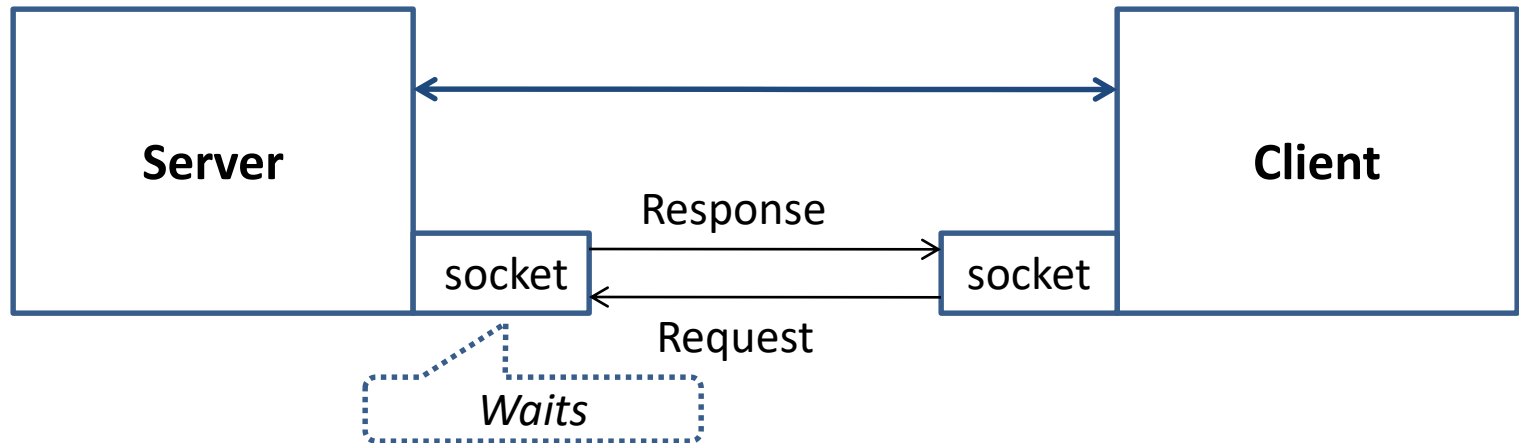 Server
Client
Response
socket
socket
Request
Waits